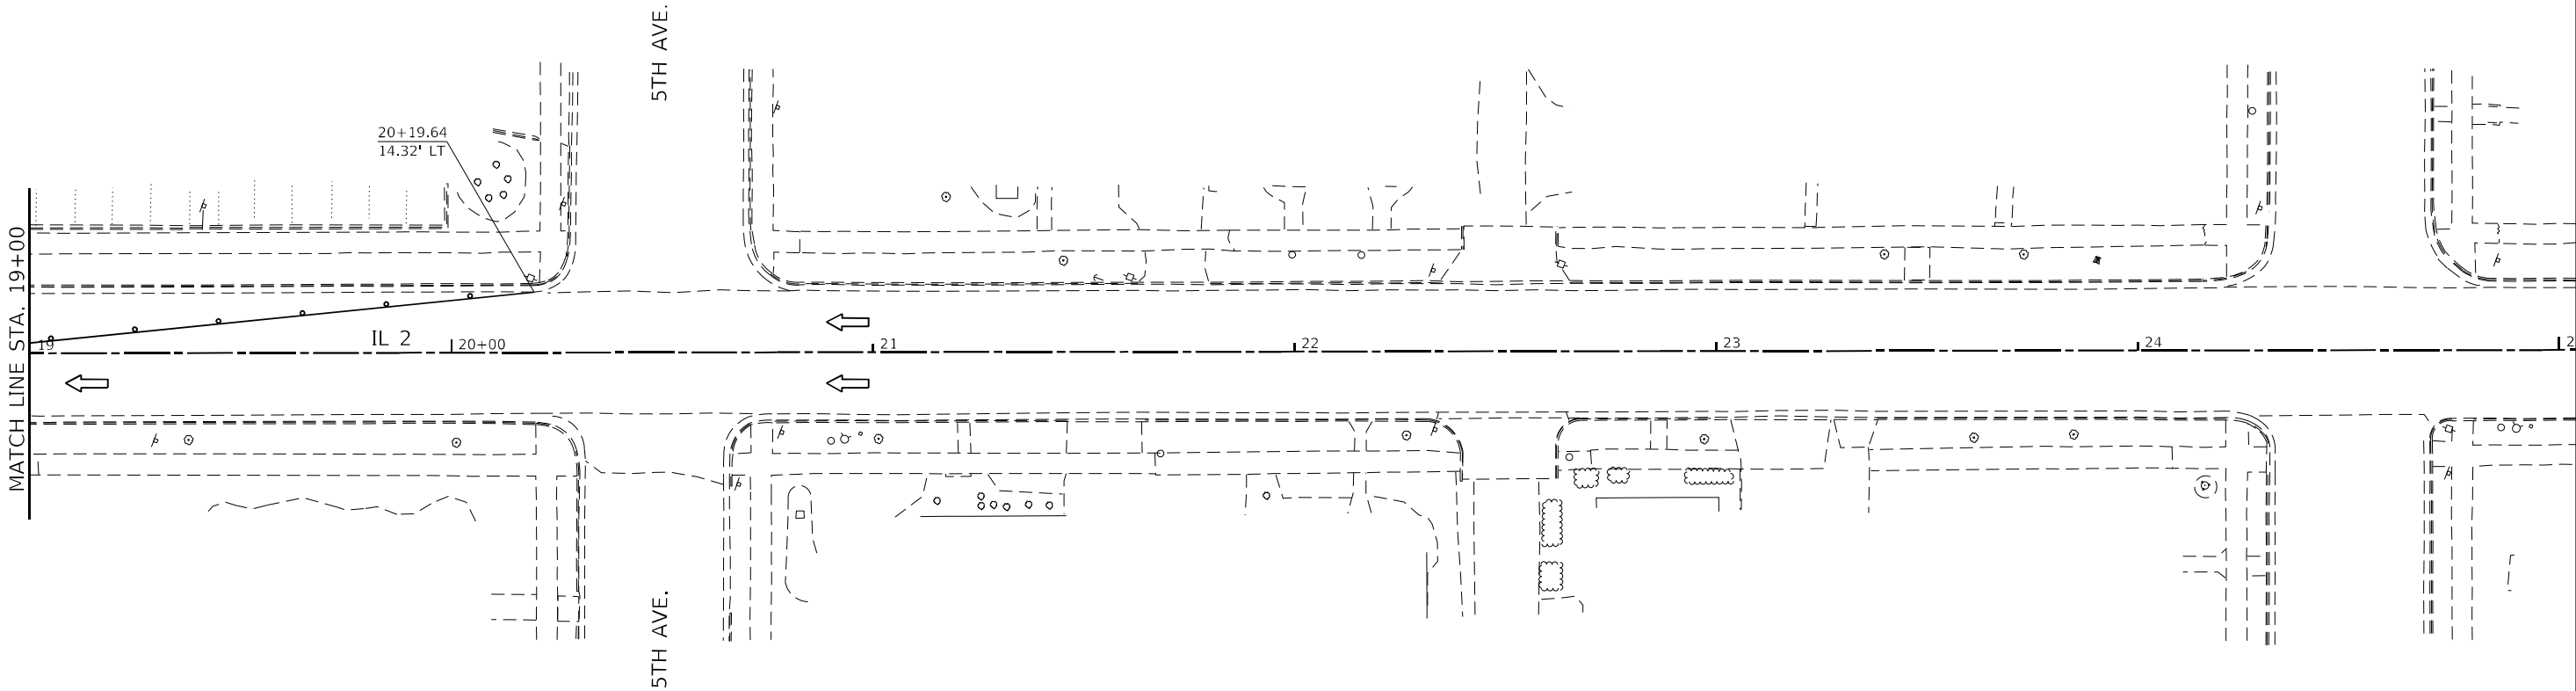 5TH AVE.
20+19.64
14.32' LT
MATCH LINE STA. 19+00
IL 2
19
20+00
21
22
23
24
2
5TH AVE.